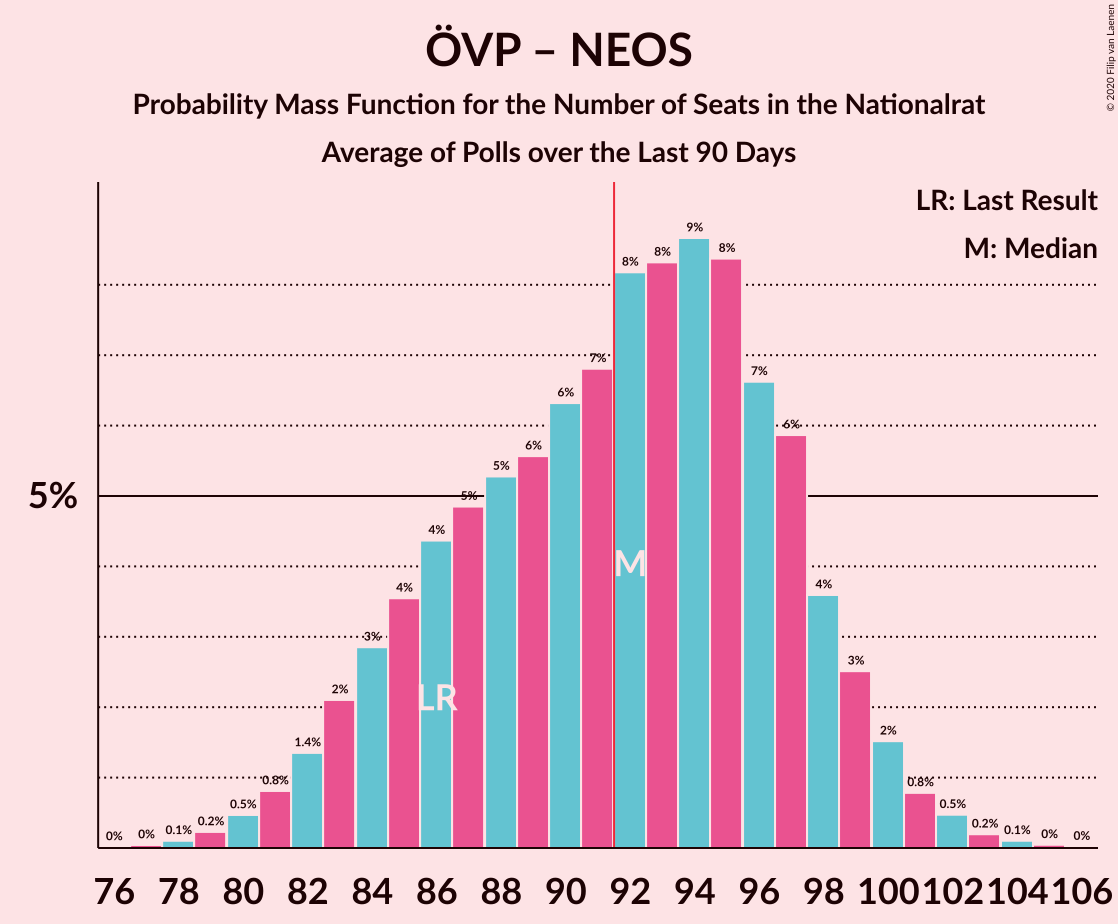 ÖVP – NEOS
Probability Mass Function for the Number of Seats in the Nationalrat
Average of Polls over the Last 90 Days
© 2020 Filip van Laenen
LR: Last Result
M: Median
5%
0% 0% 0.1% 0.2% 0.5% 0.8% 1.4% 2% 3% 4% 4% 5% 5% 6% 6% 7% 8% 8% 9% 8% 7% 6% 4% 3% 2% 0.8% 0.5% 0.2% 0.1% 0% 0%
M
LR
76 78 80 82 84 86 88 90 92 94 96 98 100 102 104 106